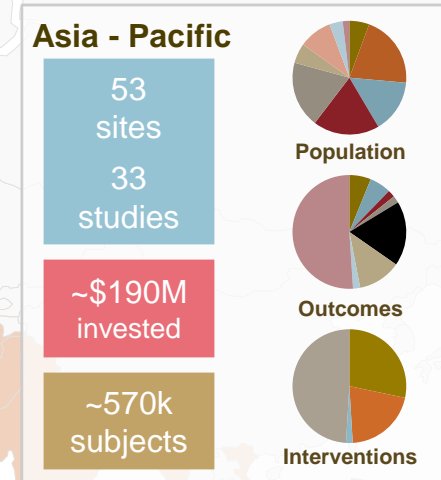 Asia - Pacific
53
sites
33
studies
~$190M
invested
~570k
subjects
Population
Outcomes
Interventions